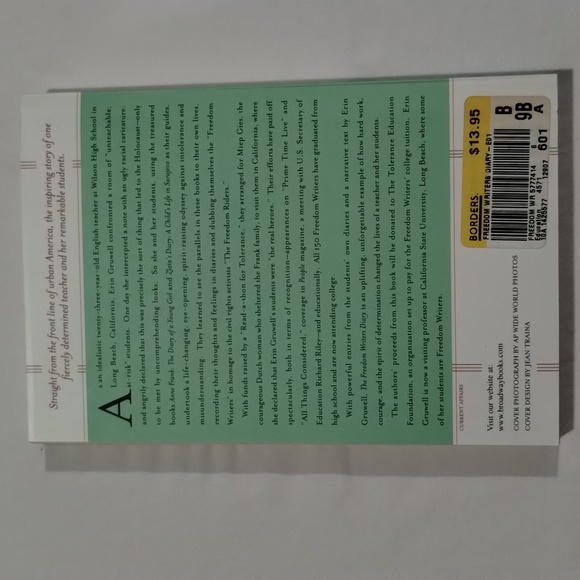 Straight from the front line of urban America, the inspiring story of one
fiercely determined teacher and her remarkable students.
As an idealistic twenty-three-year-old English teacher at Wilson High School in
Long Beach, California, Erin Gruwell confronted a room of "unteachable,
at-risk" students. One day she intercepted a note with an ugly racial caricature,
and angrily declared that this was precisely the sort of thing that led to the Holocaust—only
to be met by uncomprehending looks. So she and her students, using the treasured
books Anne Frank: The Diary of a Young Girl and Zlata's Diary: A Child's Life in Sarajevo as their guides,
undertook a life-changing, eye-opening, spirit-raising odyssey against intolerance and
misunderstanding. They learned to see the parallels in these books to their own lives,
recording their thoughts and feelings in diaries and dubbing themselves the "Freedom
Writers" in homage to the civil rights activists "The Freedom Riders."
With funds raised by a "Read-a-thon for Tolerance," they arranged for Miep Gies, the
courageous Dutch woman who sheltered the Frank family, to visit them in California, where
she declared that Erin Gruwell's students were "the real heroes." Their efforts have paid off
spectacularly, both in terms of recognition—appearances on "Prime Time Live" and
"All Things Considered," coverage in People magazine, a meeting with U.S. Secretary of
Education Richard Riley—and educationally. All 150 Freedom Writers have graduated from
high school and are now attending college.
With powerful entries from the students' own diaries and a narrative text by Erin
Gruwell, The Freedom Writers Diary is an uplifting, unforgettable example of how hard work,
courage, and the spirit of determination changed the lives of a teacher and her students.
The authors' proceeds from this book will be donated to The Tolerance Education
Foundation, an organization set up to pay for the Freedom Writers' college tuition. Erin
Gruwell is now a visiting professor at California State University, Long Beach, where some
of her students are Freedom Writers.
CURRENT AFFAIRS
Visit our website at:
www.broadwaybooks.com
COVER PHOTOGRAPH BY AP WIDE WORLD PHOTOS
COVER DESIGN BY JEAN TRAINA
$13.95
BORDERS
FREEDOM WRITERS DIARY-E01
B
9B
A
601